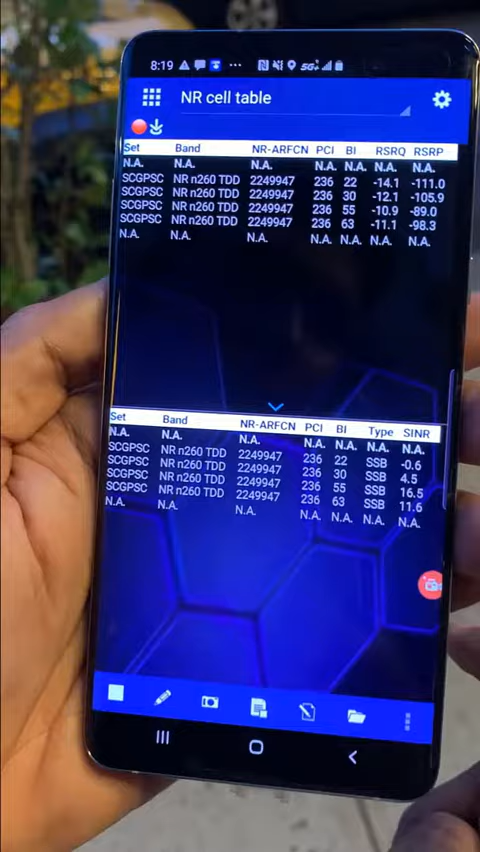 8:19 ... 5G+
NR cell table
Set Band NR-ARFCN PCI BI RSRQ RSRP
N.A. N.A. N.A. N.A. N.A. N.A. N.A.
SCGPSC NR n260 TDD 2249947 236 22 -14.1 -111.0
SCGPSC NR n260 TDD 2249947 236 30 -12.1 -105.9
SCGPSC NR n260 TDD 2249947 236 55 -10.9 -89.0
SCGPSC NR n260 TDD 2249947 236 63 -11.1 -98.3
N.A. N.A. N.A. N.A. N.A. N.A. N.A.
Set Band NR-ARFCN PCI BI Type SINR
N.A. N.A. N.A. N.A. N.A. N.A. N.A.
SCGPSC NR n260 TDD 2249947 236 22 SSB -0.6
SCGPSC NR n260 TDD 2249947 236 30 SSB 4.5
SCGPSC NR n260 TDD 2249947 236 55 SSB 16.5
SCGPSC NR n260 TDD 2249947 236 63 SSB 11.6
N.A. N.A. N.A. N.A. N.A. N.A. N.A.